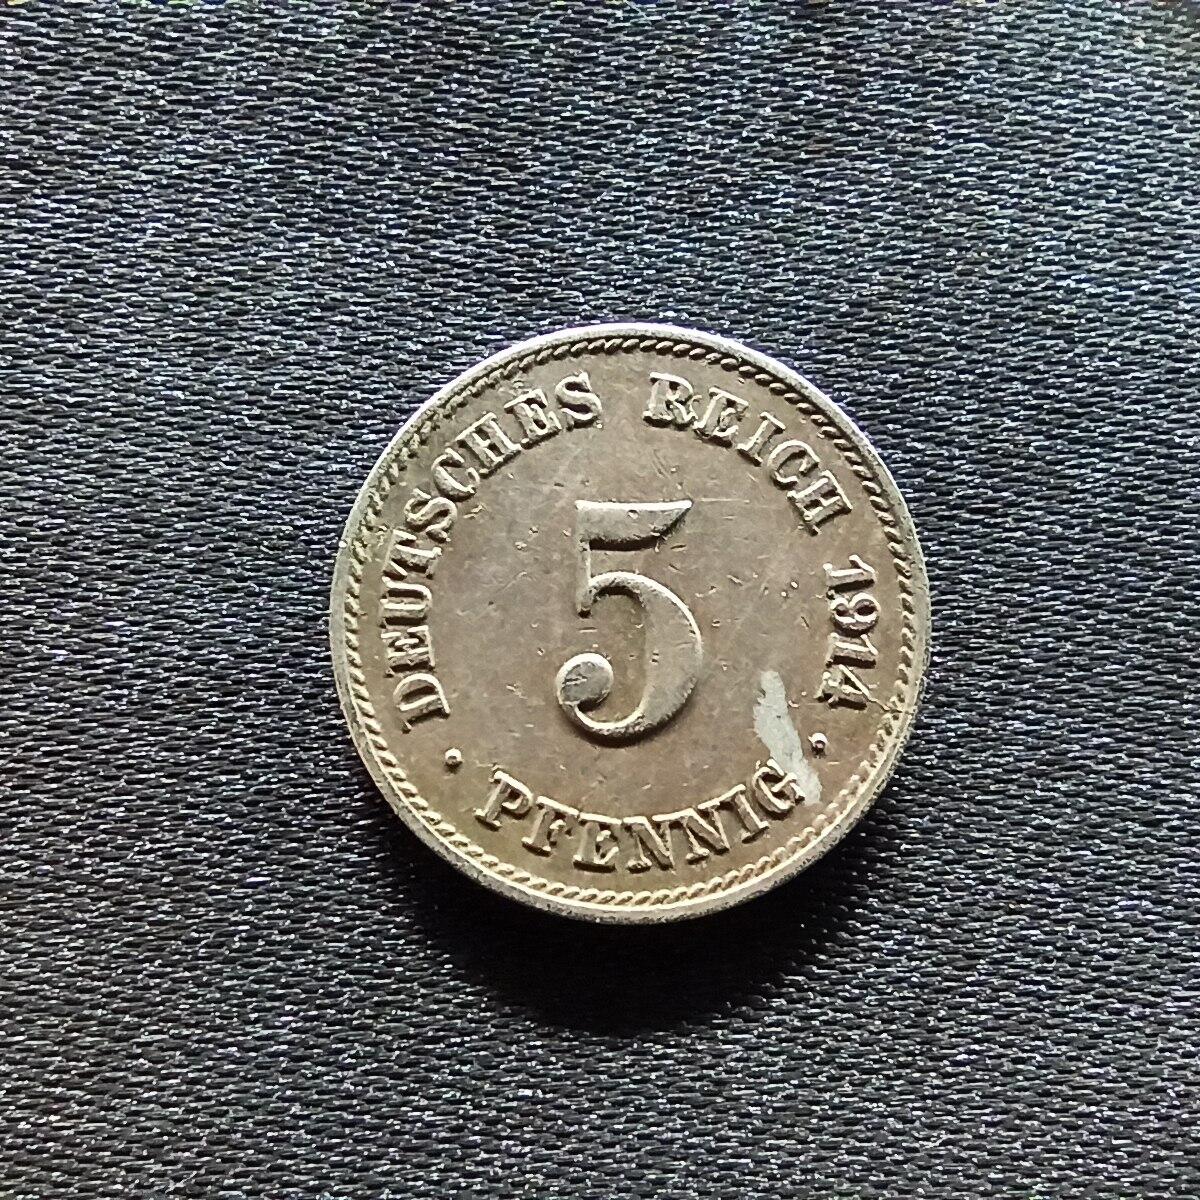 DEUTSCHES REICH 1914
5
· PFENNIG ·